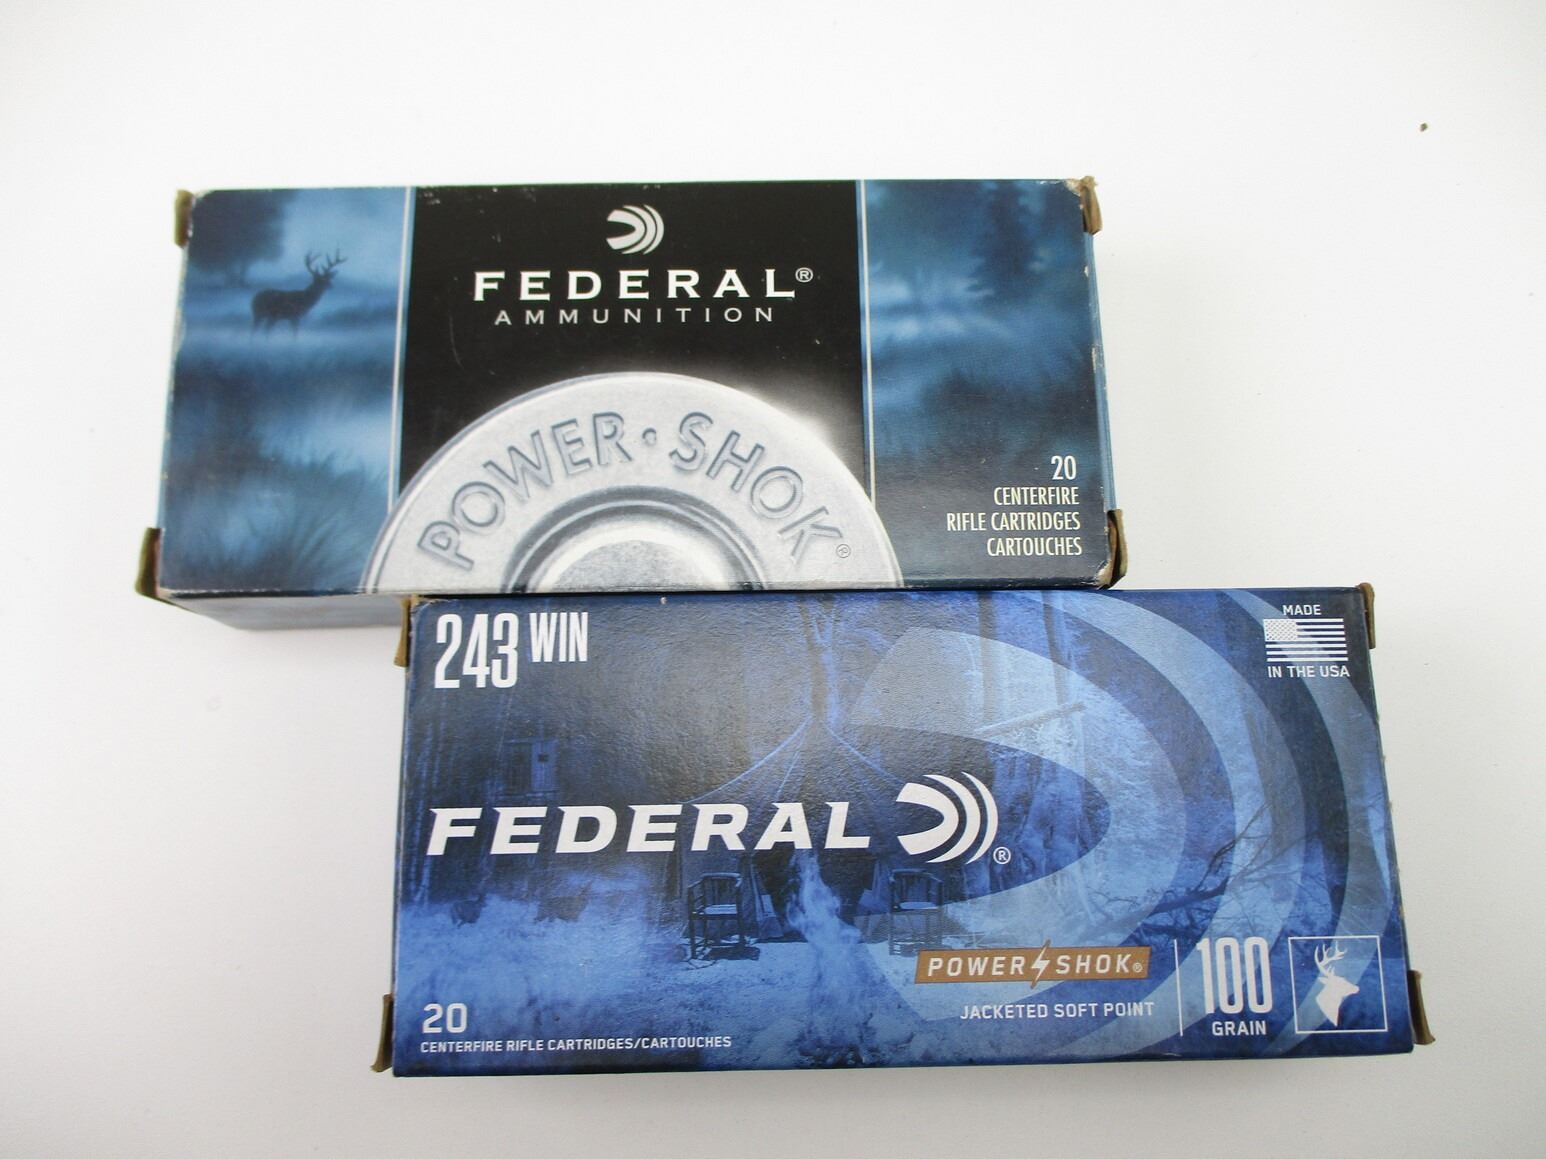 FEDERAL®
AMMUNITION
POWER·SHOK®
20
CENTERFIRE
RIFLE CARTRIDGES
CARTOUCHES
243 WIN
MADE
IN THE USA
FEDERAL®
POWER SHOK®
JACKETED SOFT POINT
100
GRAIN
20
CENTERFIRE RIFLE CARTRIDGES/CARTOUCHES